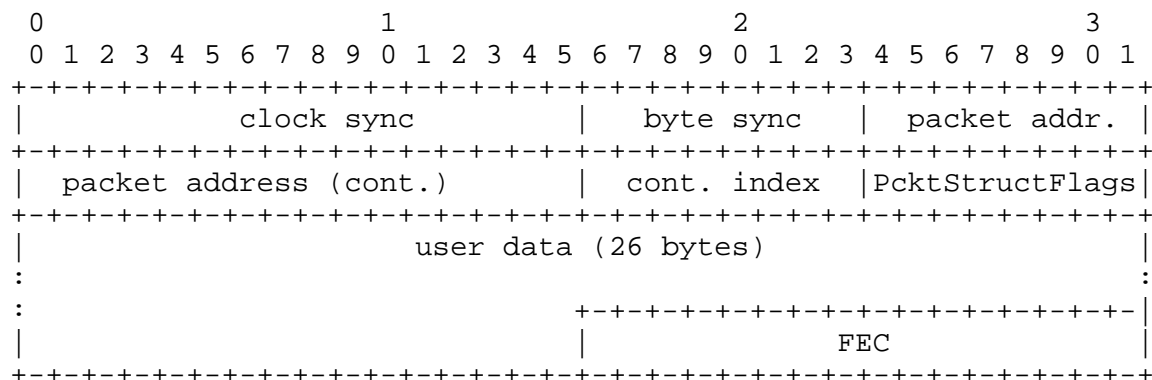 0                   1                   2                   3
 0 1 2 3 4 5 6 7 8 9 0 1 2 3 4 5 6 7 8 9 0 1 2 3 4 5 6 7 8 9 0 1
+-+-+-+-+-+-+-+-+-+-+-+-+-+-+-+-+-+-+-+-+-+-+-+-+-+-+-+-+-+-+-+-+
|           clock sync          |   byte sync   |  packet addr. |
+-+-+-+-+-+-+-+-+-+-+-+-+-+-+-+-+-+-+-+-+-+-+-+-+-+-+-+-+-+-+-+-+
|  packet address (cont.)       |  cont. index  |PcktStructFlags|
+-+-+-+-+-+-+-+-+-+-+-+-+-+-+-+-+-+-+-+-+-+-+-+-+-+-+-+-+-+-+-+-+
|                      user data (26 bytes)                     |
:                                                               :
:                               +-+-+-+-+-+-+-+-+-+-+-+-+-+-+-+-|
|                               |              FEC              |
+-+-+-+-+-+-+-+-+-+-+-+-+-+-+-+-+-+-+-+-+-+-+-+-+-+-+-+-+-+-+-+-+